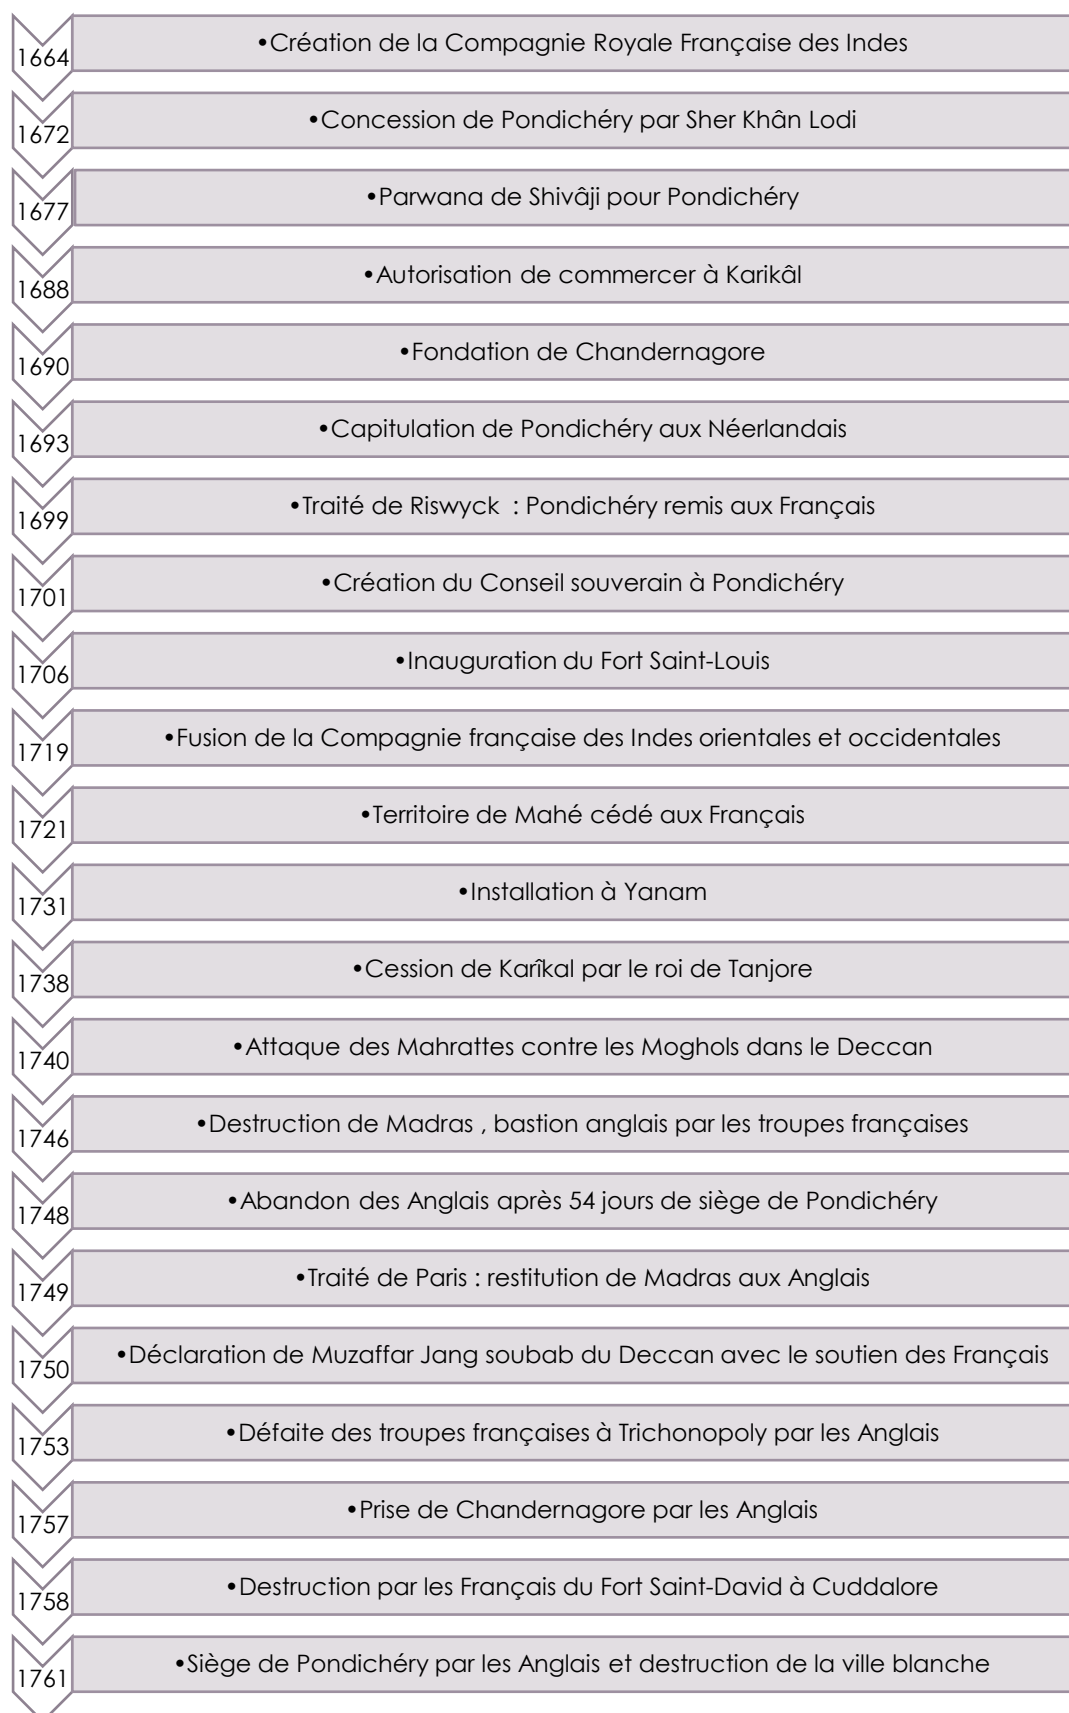 1664 •Création de la Compagnie Royale Française des Indes
1672 •Concession de Pondichéry par Sher Khân Lodi
1677 •Parwana de Shivâji pour Pondichéry
1688 •Autorisation de commercer à Karikâl
1690 •Fondation de Chandernagore
1693 •Capitulation de Pondichéry aux Néerlandais
1699 •Traité de Riswyck : Pondichéry remis aux Français
1701 •Création du Conseil souverain à Pondichéry
1706 •Inauguration du Fort Saint-Louis
1719 •Fusion de la Compagnie française des Indes orientales et occidentales
1721 •Territoire de Mahé cédé aux Français
1731 •Installation à Yanam
1738 •Cession de Karîkal par le roi de Tanjore
1740 •Attaque des Mahrattes contre les Moghols dans le Deccan
1746 •Destruction de Madras , bastion anglais par les troupes françaises
1748 •Abandon des Anglais après 54 jours de siège de Pondichéry
1749 •Traité de Paris : restitution de Madras aux Anglais
1750 •Déclaration de Muzaffar Jang soubab du Deccan avec le soutien des Français
1753 •Défaite des troupes françaises à Trichonopoly par les Anglais
1757 •Prise de Chandernagore par les Anglais
1758 •Destruction par les Français du Fort Saint-David à Cuddalore
1761 •Siège de Pondichéry par les Anglais et destruction de la ville blanche